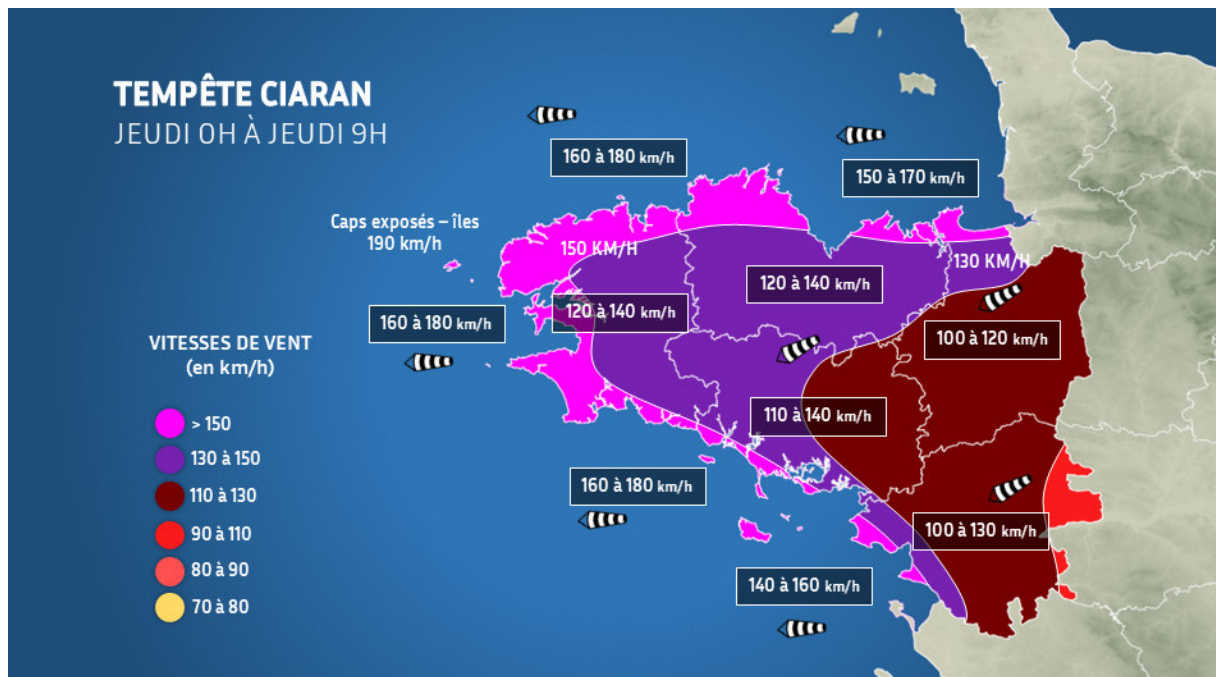 TEMPÊTE CIARAN
JEUDI 0H À JEUDI 9H
160 à 180 km/h
150 à 170 km/h
Caps exposés – îles
190 km/h
150 KM/H
130 KM/H
120 à 140 km/h
120 à 140 km/h
160 à 180 km/h
100 à 120 km/h
110 à 140 km/h
160 à 180 km/h
100 à 130 km/h
140 à 160 km/h
VITESSES DE VENT
(en km/h)
> 150
130 à 150
110 à 130
90 à 110
80 à 90
70 à 80